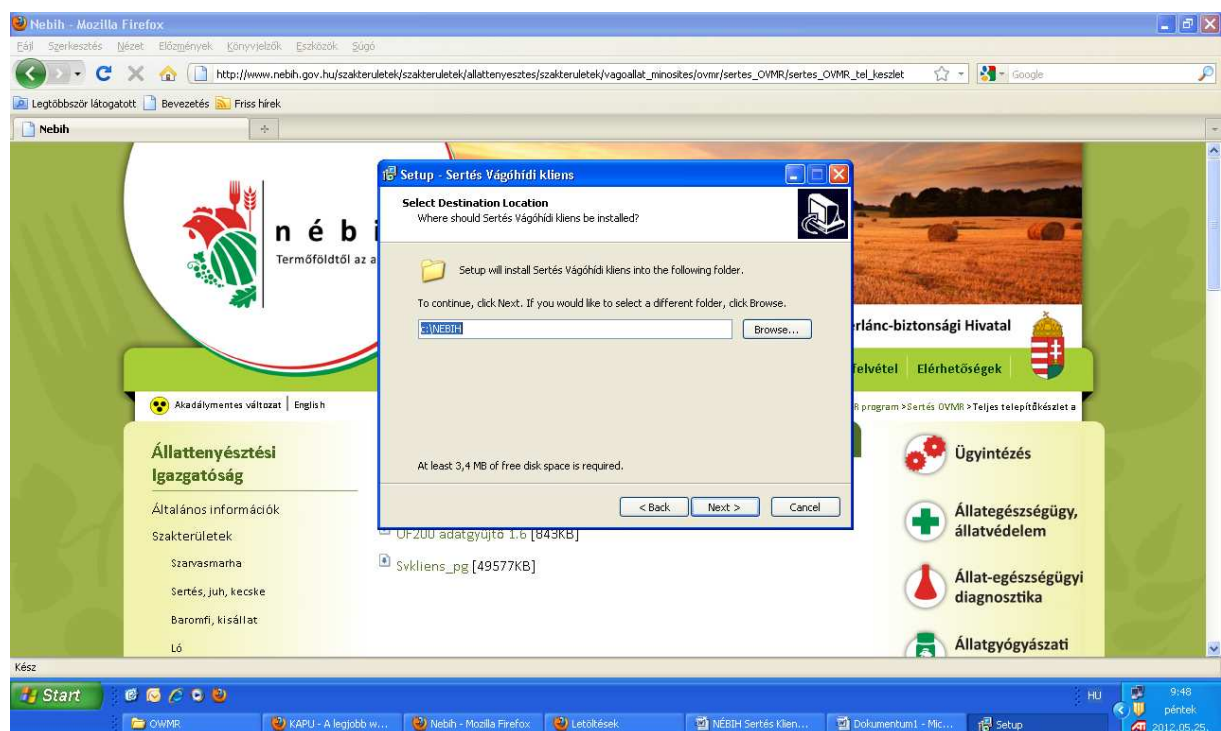 Nebih - Mozilla Firefox
Fájl Szerkesztés Nézet Előzmények Könyvjelzők Eszközök Súgó
http://www.nebih.gov.hu/szakteruletek/szakteruletek/allattenyesztes/szakteruletek/vagoallat_minosites/ovmr/sertes_OVMR/sertes_OVMR_tel_keszlet
Google
Legtöbbször látogatott Bevezetés Friss hírek
Nebih
Setup - Sertés Vágóhídi kliens
Select Destination Location
Where should Sertés Vágóhídi kliens be installed?
Setup will install Sertés Vágóhídi kliens into the following folder.
To continue, click Next. If you would like to select a different folder, click Browse.
c:\NEBIH
Browse...
At least 3,4 MB of free disk space is required.
< Back Next > Cancel
n é b i
Termőföldtől az a
rlánc-biztonsági Hivatal
felvétel Elérhetőségek
Akadálymentes változat | English
R program >Sertés OVMR >Teljes telepítőkészlet a
Állattenyésztési
Igazgatóság
Általános információk
Szakterületek
Szarvasmarha
Sertés, juh, kecske
Baromfi, kisállat
Ló
UF200 adatgyűjtő 1.6 [843KB]
Svkliens_pg [49577KB]
Ügyintézés
Állategészségügy,
állatvédelem
Állat-egészségügyi
diagnosztika
Állatgyógyászati
Kész
Start
HU
9:48
péntek
2012.05.25.
OWMR
KAPU - A legjobb w...
Nebih - Mozilla Firefox
Letöltések
NÉBIH Sertés Klien...
Dokumentum1 - Mic...
Setup